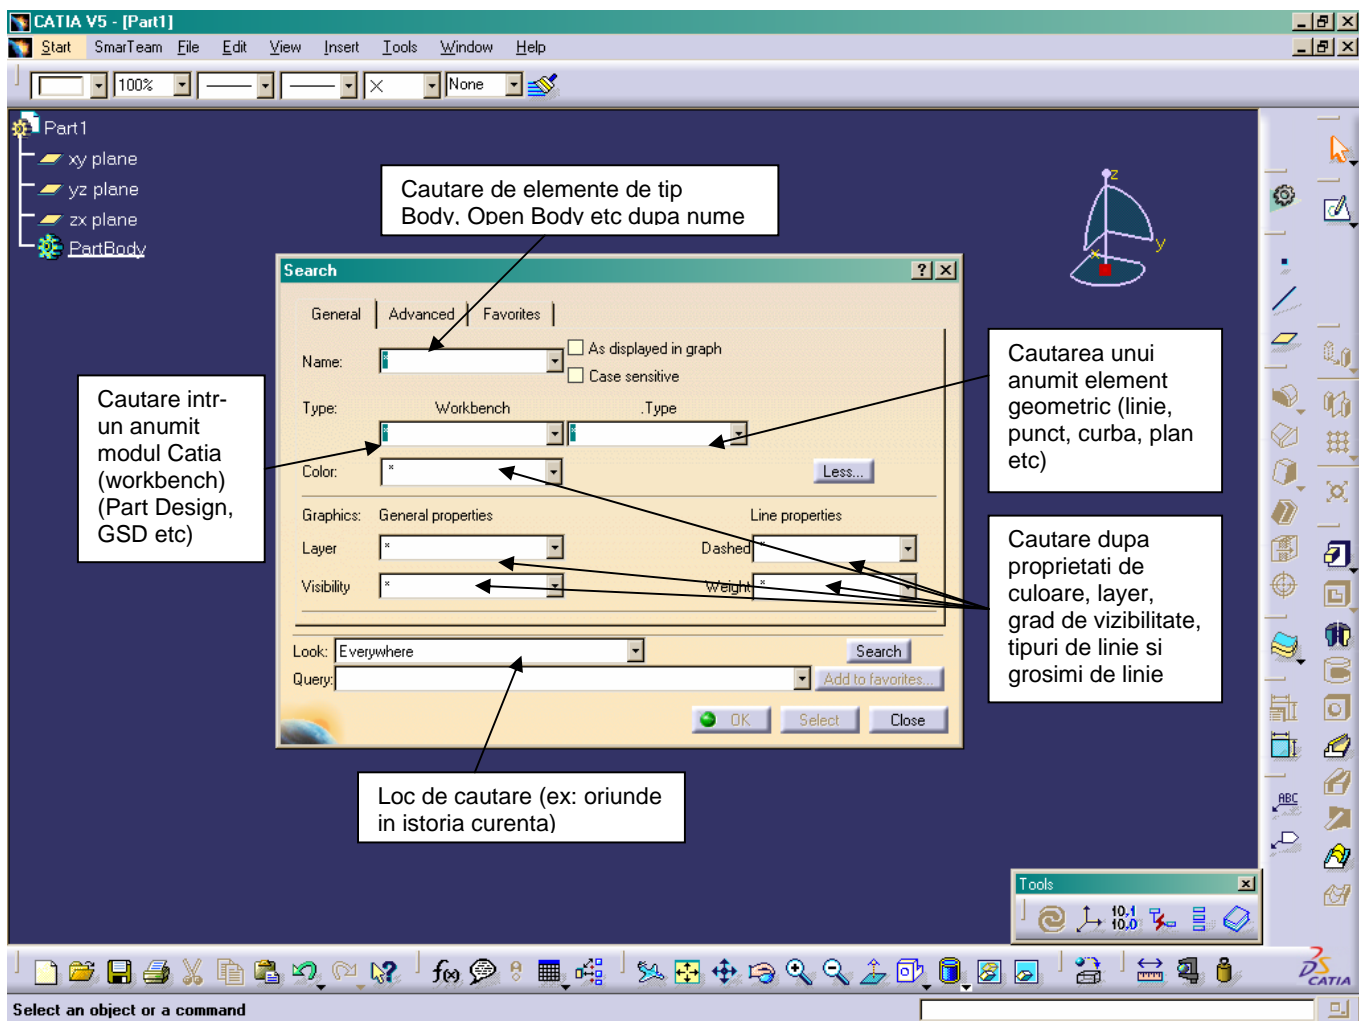 CATIA V5 - [Part1]
Start SmarTeam File Edit View Insert Tools Window Help
100% None
Part1
xy plane
yz plane
zx plane
PartBody
Cautare de elemente de tip
Body, Open Body etc dupa nume
z
y
x
Search
General Advanced Favorites
Name: * As displayed in graph
Case sensitive
Type: Workbench .Type
* *
Color: * Less...
Graphics: General properties Line properties
Layer * Dashed *
Visibility * Weight *
Look: Everywhere Search
Query: Add to favorites...
OK Select Close
Cautare intr-
un anumit
modul Catia
(workbench)
(Part Design,
GSD etc)
Cautarea unui
anumit element
geometric (linie,
punct, curba, plan
etc)
Cautare dupa
proprietati de
culoare, layer,
grad de vizibilitate,
tipuri de linie si
grosimi de linie
Loc de cautare (ex: oriunde
in istoria curenta)
ABC
Tools
10,1
10,0
f(x)
DS
CATIA
Select an object or a command